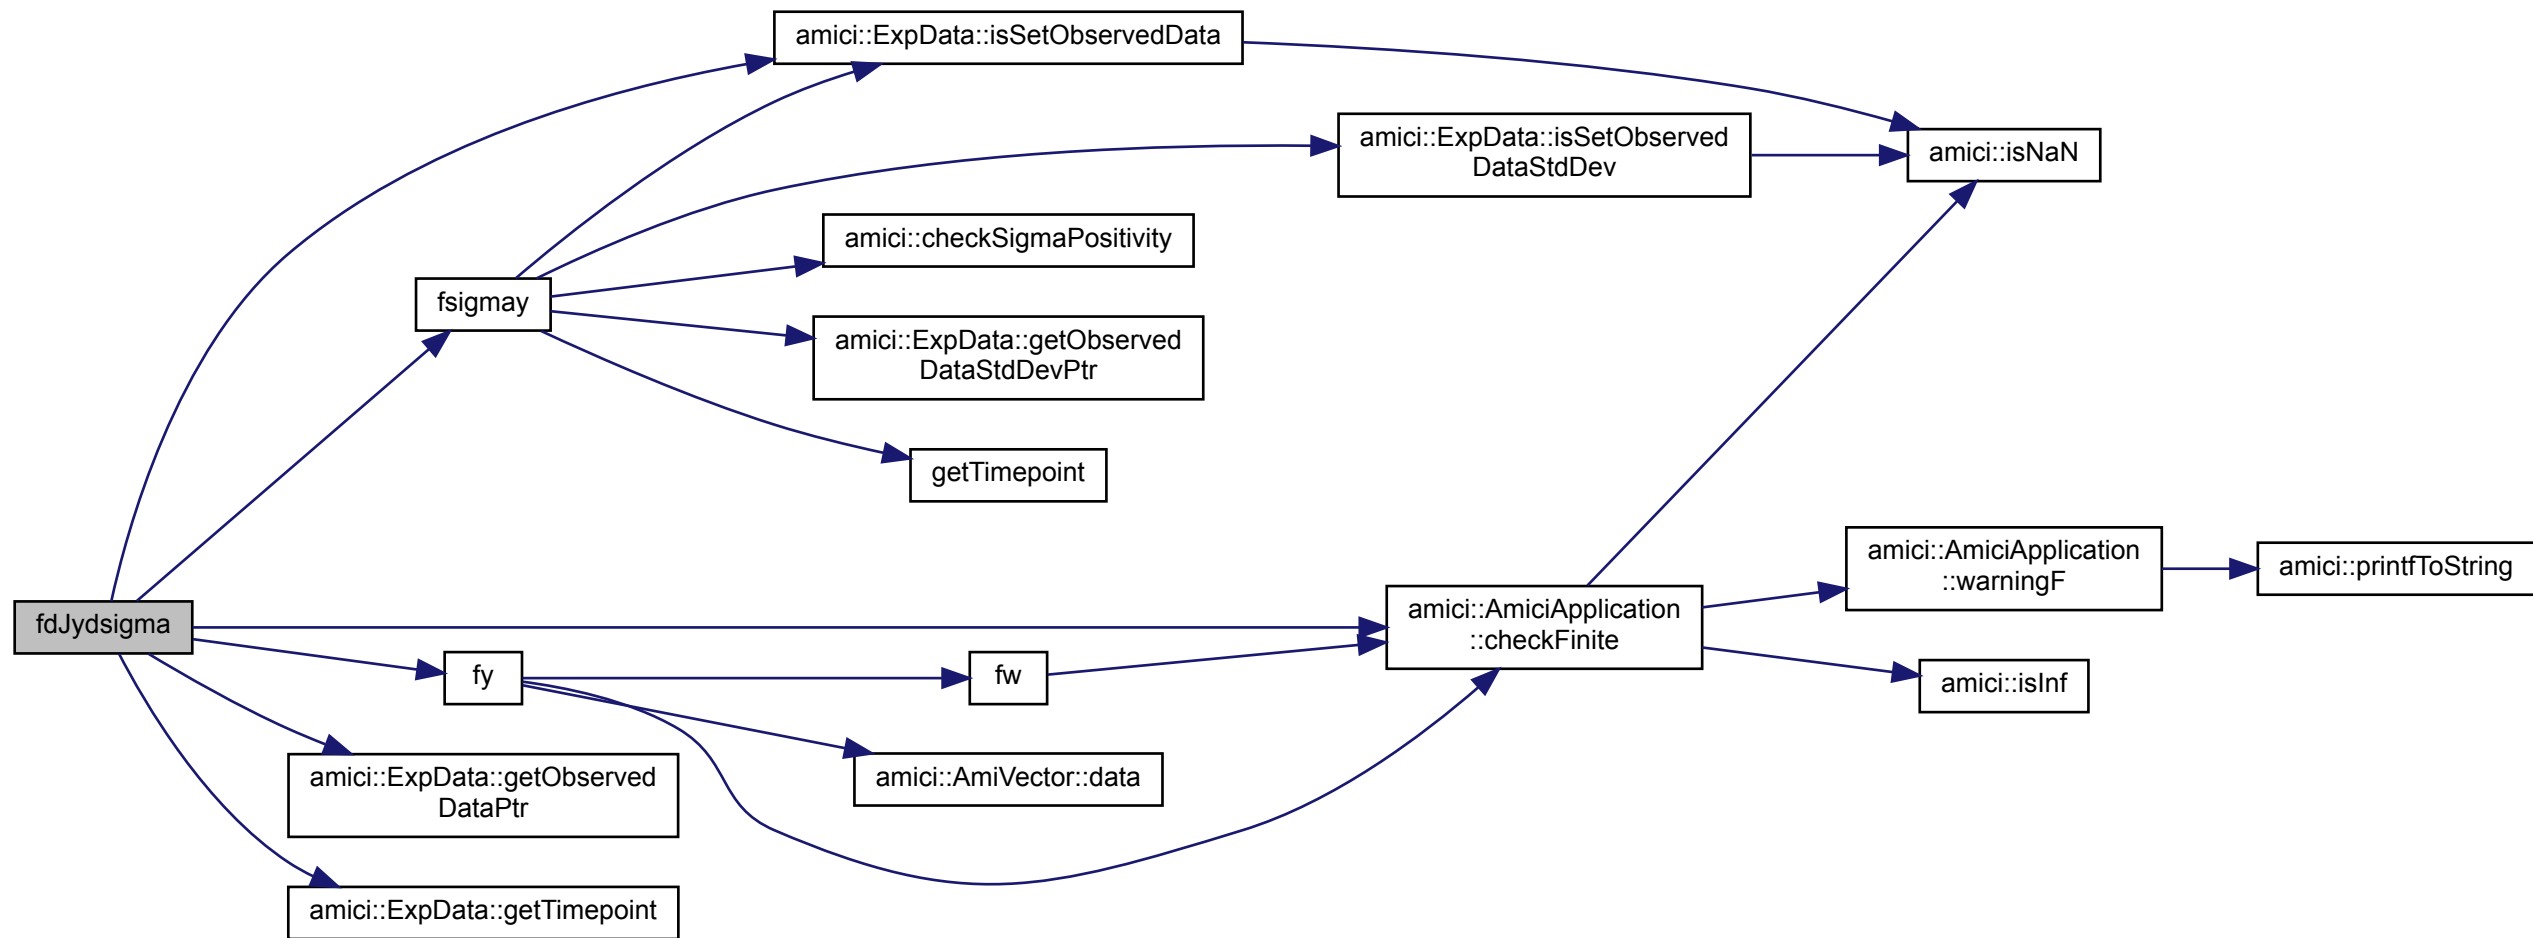 amici::ExpData::isSetObservedData
amici::ExpData::isSetObserved
DataStdDev
amici::isNaN
amici::checkSigmaPositivity
fsigmay
amici::ExpData::getObserved
DataStdDevPtr
getTimepoint
amici::AmiciApplication
::warningF
amici::printfToString
fdJydsigma
amici::AmiciApplication
::checkFinite
fy
fw
amici::isInf
amici::ExpData::getObserved
DataPtr
amici::AmiVector::data
amici::ExpData::getTimepoint